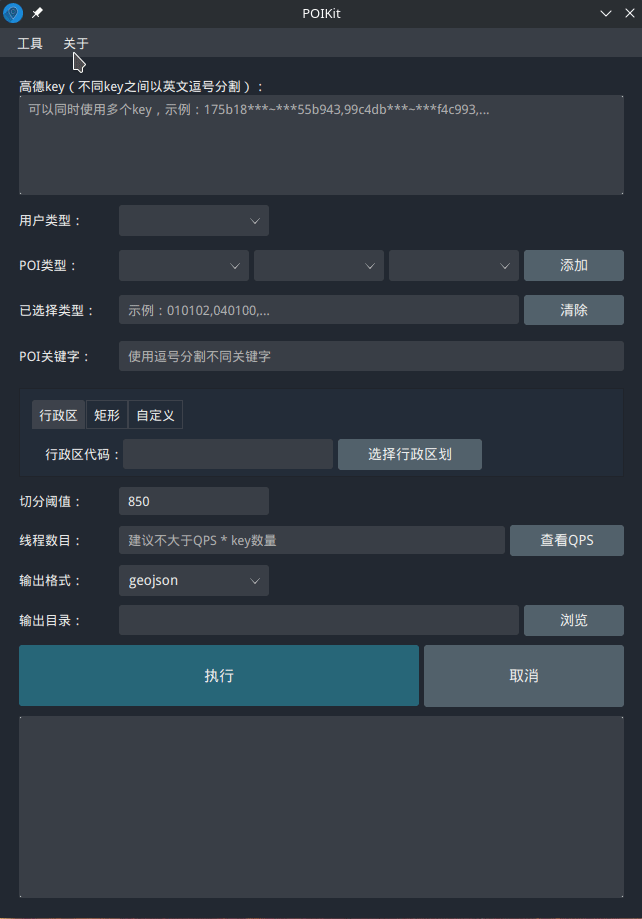 POIKit
工具 关于
高德key（不同key之间以英文逗号分割）：
可以同时使用多个key，示例：175b18***~***55b943,99c4db***~***f4c993,...
用户类型：
POI类型： 添加
已选择类型： 示例：010102,040100,... 清除
POI关键字： 使用逗号分割不同关键字
行政区 矩形 自定义
行政区代码： 选择行政区划
切分阈值： 850
线程数目： 建议不大于QPS * key数量 查看QPS
输出格式： geojson
输出目录： 浏览
执行 取消